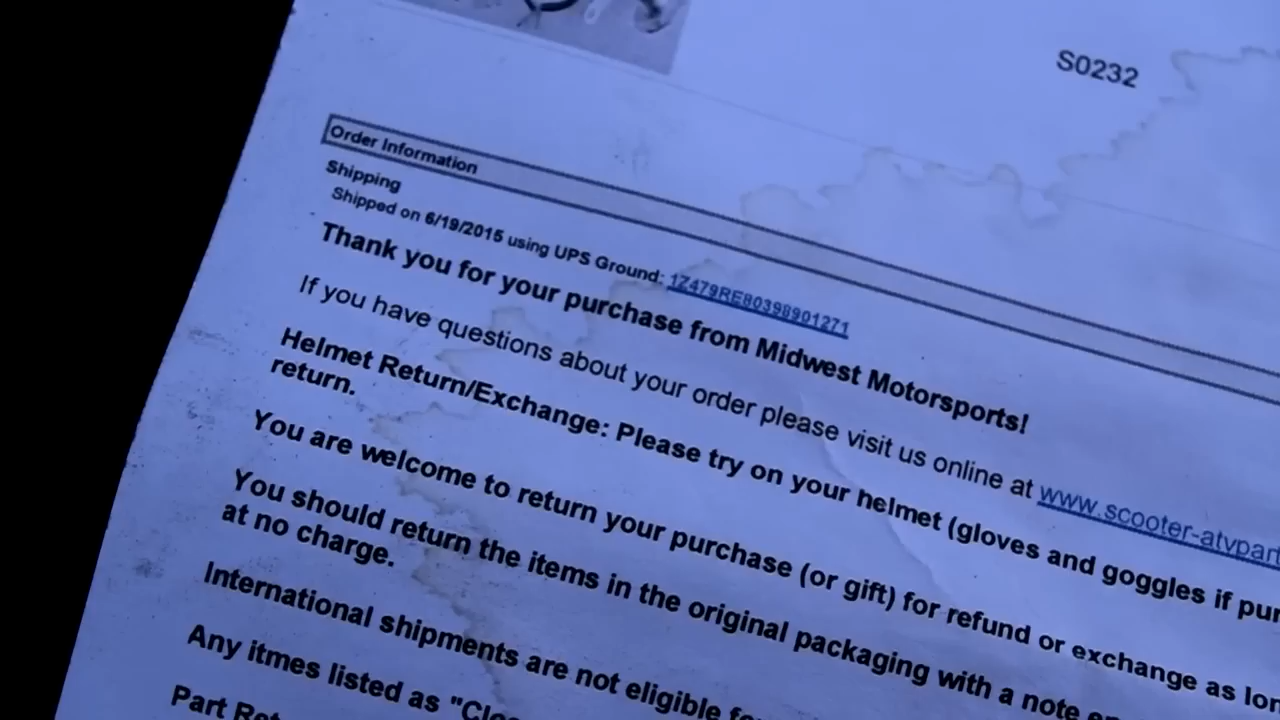 S0232
Order Information
Shipping
Shipped on 6/19/2015 using UPS Ground: 1Z479RE80398901271
Thank you for your purchase from Midwest Motorsports!
If you have questions about your order please visit us online at www.scooter-atvpart
Helmet Return/Exchange: Please try on your helmet (gloves and goggles if pur
return.
You are welcome to return your purchase (or gift) for refund or exchange as lon
You should return the items in the original packaging with a note
at no charge.
International shipments are not eligible
Any itmes listed as
Part